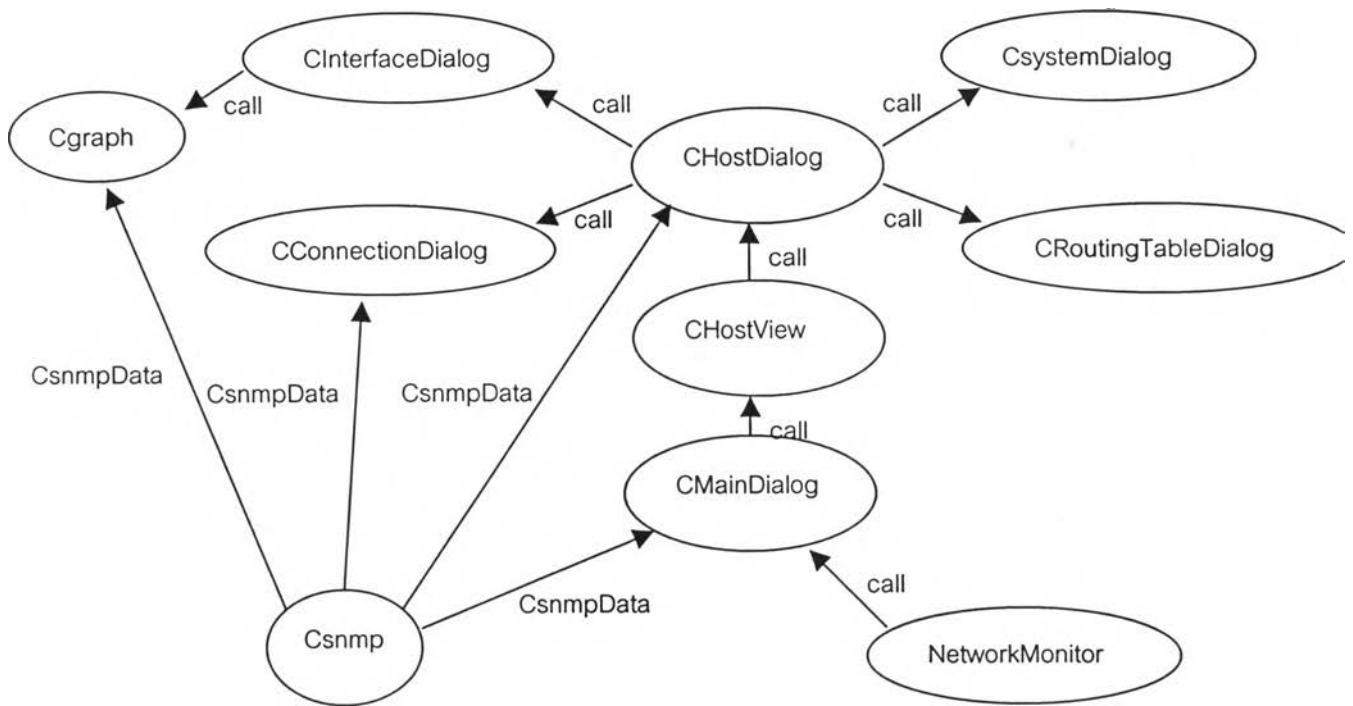 CInterfaceDialog
CsystemDialog
call
call
call
Cgraph
CHostDialog
call
call
CConnectionDialog
CRoutingTableDialog
call
CHostView
CsnmpData
CsnmpData
CsnmpData
call
CMainDialog
call
CsnmpData
Csnmp
NetworkMonitor